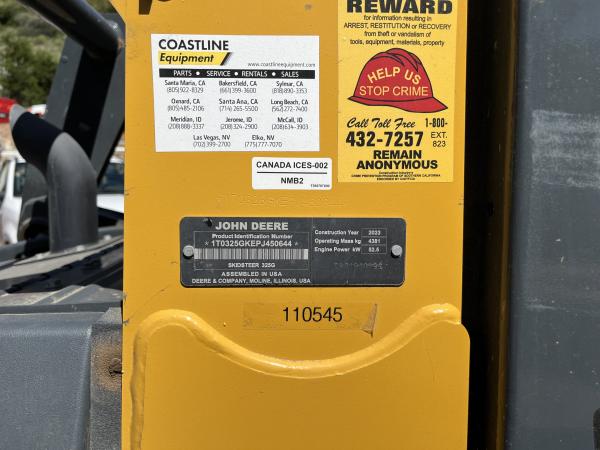 COASTLINE
Equipment
www.coastlineequipment.com
PARTS • SERVICE • RENTALS • SALES
Santa Maria, CA
(805)922-8329
Bakersfield, CA
(661)399-3600
Sylmar, CA
(818)890-3353
Oxnard, CA
(805)485-2106
Santa Ana, CA
(714)265-5500
Long Beach, CA
(562)272-7400
Meridian, ID
(208)888-3337
Jerome, ID
(208)324-2900
McCall, ID
(208)634-3903
Las Vegas, NV
(702)399-2700
Elko, NV
(775)777-7070
CANADA ICES-002
NMB2
REWARD
for information resulting in
ARREST, RESTITUTION or RECOVERY
from theft or vandalism of
tools, equipment, materials, property
HELP US
STOP CRIME
Call Toll Free 1-800-
432-7257 EXT. 823
REMAIN
ANONYMOUS
JOHN DEERE
Product Identification Number
* 1T0325GKEPJ450644 *
SKIDSTEER 325G
ASSEMBLED IN USA
DEERE & COMPANY, MOLINE, ILLINOIS, USA
Construction Year 2023
Operating Mass kg 4381
Engine Power kW 52.5
110545